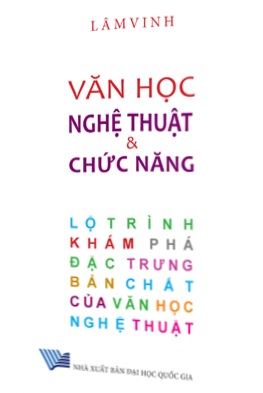 LÂMVINH
VĂN HỌC
NGHỆ THUẬT
&
CHỨC NĂNG
LỘ TRÌNH
KHÁM PHÁ
ĐẶC TRƯNG
BẢN CHẤT
CỦA VĂN HỌC
NGHỆ THUẬT
NHÀ XUẤT BẢN ĐẠI HỌC QUỐC GIA